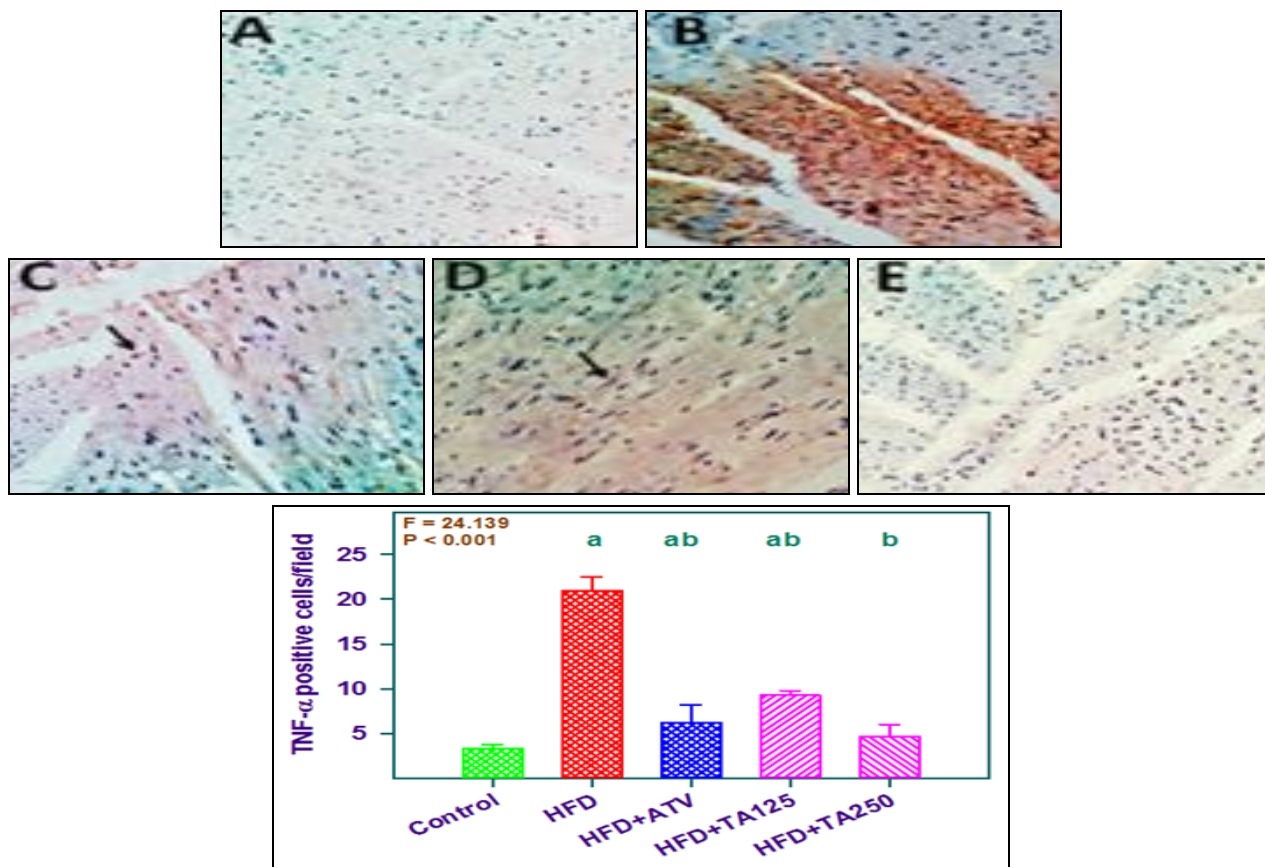 A
B
C
D
E
F = 24.139
P < 0.001
a
ab
ab
b
TNF-α positive cells/field
25
20
15
10
5
Control
HFD
HFD+ATV
HFD+TA125
HFD+TA250